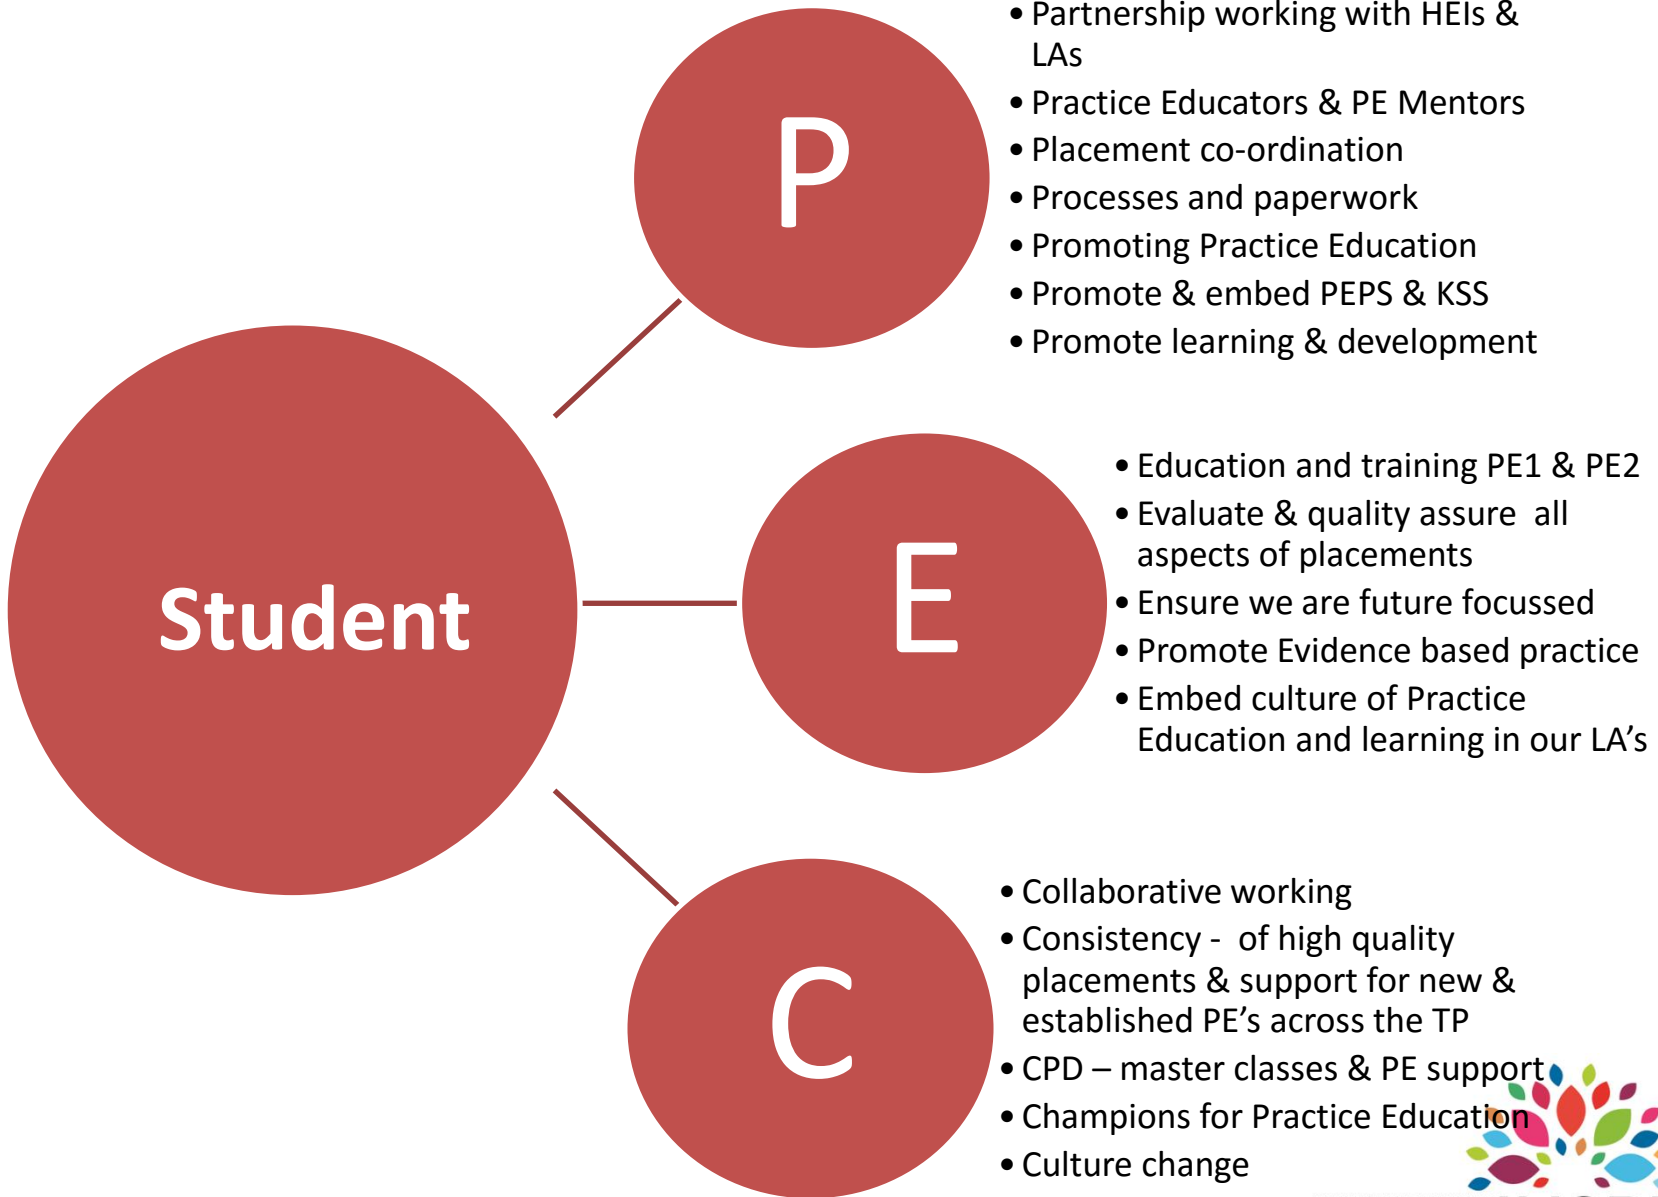 Student
P
• Partnership working with HEIs &
LAs
• Practice Educators & PE Mentors
• Placement co-ordination
• Processes and paperwork
• Promoting Practice Education
• Promote & embed PEPS & KSS
• Promote learning & development
E
• Education and training PE1 & PE2
• Evaluate & quality assure  all
aspects of placements
• Ensure we are future focussed
• Promote Evidence based practice
• Embed culture of Practice
Education and learning in our LA’s
C
• Collaborative working
• Consistency -  of high quality
placements & support for new &
established PE’s across the TP
• CPD – master classes & PE support
• Champions for Practice Education
• Culture change